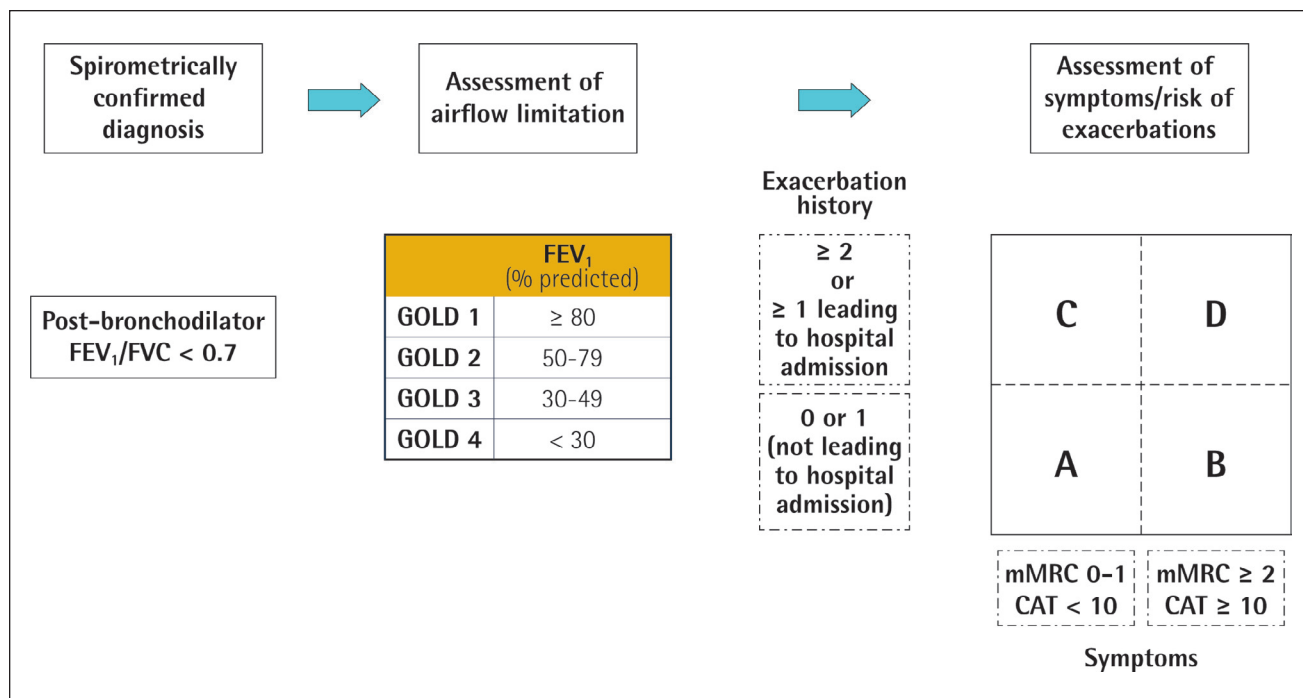 Spirometrically
confirmed
diagnosis
Assessment of
airflow limitation
Assessment of
symptoms/risk of
exacerbations
Post-bronchodilator
FEV₁/FVC < 0.7
FEV₁
(% predicted)
GOLD 1 ≥ 80
GOLD 2 50-79
GOLD 3 30-49
GOLD 4 < 30
Exacerbation
history
≥ 2
or
≥ 1 leading
to hospital
admission
0 or 1
(not leading
to hospital
admission)
C D
A B
mMRC 0-1
CAT < 10
mMRC ≥ 2
CAT ≥ 10
Symptoms